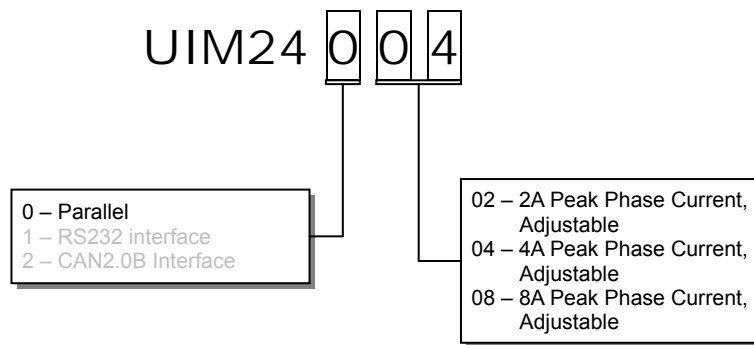 UIM24 0 0 4
0 – Parallel
1 – RS232 interface
2 – CAN2.0B Interface
02 – 2A Peak Phase Current,
Adjustable
04 – 4A Peak Phase Current,
Adjustable
08 – 8A Peak Phase Current,
Adjustable